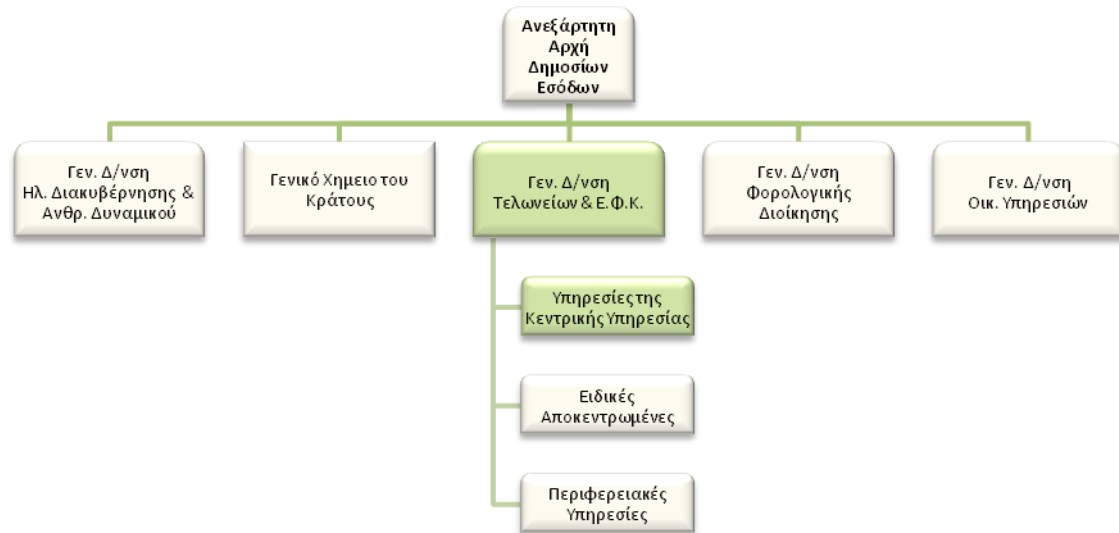 Ανεξάρτητη
Αρχή
Δημοσίων
Εσόδων
Γεν. Δ/νση
Ηλ. Διακυβέρνησης &
Ανθρ. Δυναμικού
Γενικό Χημειο του
Κράτους
Γεν. Δ/νση
Τελωνείων & Ε.Φ.Κ.
Γεν. Δ/νση
Φορολογικής
Διοίκησης
Γεν. Δ/νση
Οικ. Υπηρεσιών
Υπηρεσίες της
Κεντρικής Υπηρεσίας
Ειδικές
Αποκεντρωμένες
Περιφερειακές
Υπηρεσίες